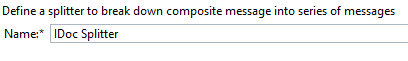 Define a splitter to break down composite message into series of messages
Name:* IDoc Splitter